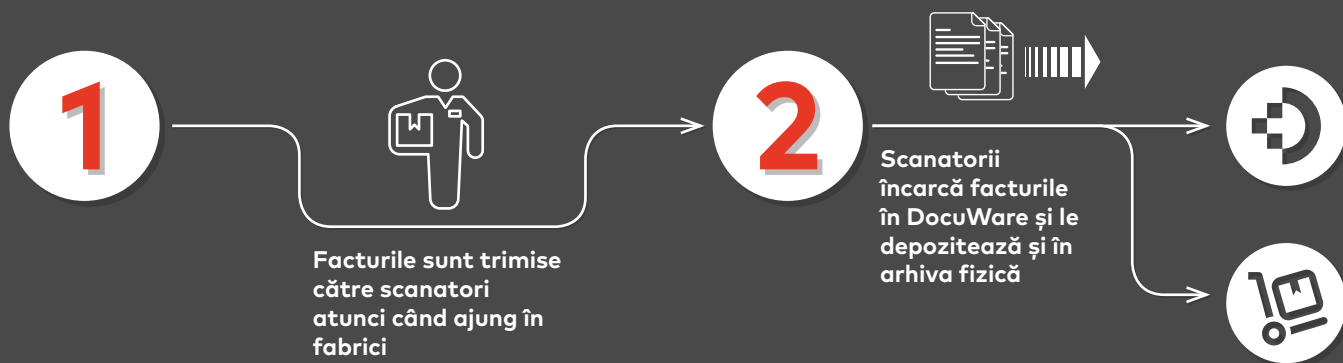 1
Facturile sunt trimise
către scanatori
atunci când ajung în
fabrici
2
Scanatorii
încarcă facturile
în DocuWare și le
depozitează și în
arhiva fizică